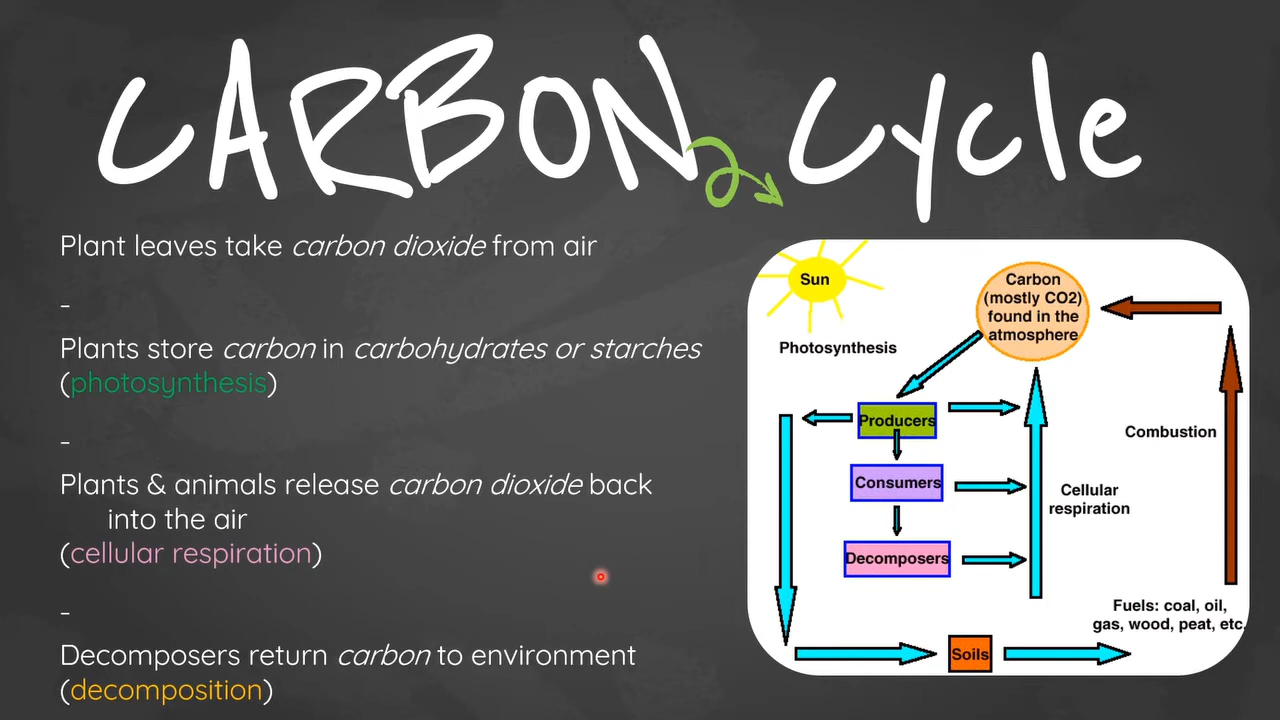 CARBON Cycle
Plant leaves take carbon dioxide from air
-
Plants store carbon in carbohydrates or starches
(photosynthesis)
-
Plants & animals release carbon dioxide back
into the air
(cellular respiration)
-
Decomposers return carbon to environment
(decomposition)
Sun
Carbon
(mostly CO2)
found in the
atmosphere
Photosynthesis
Producers
Consumers
Decomposers
Cellular
respiration
Combustion
Fuels: coal, oil,
gas, wood, peat, etc.
Soils